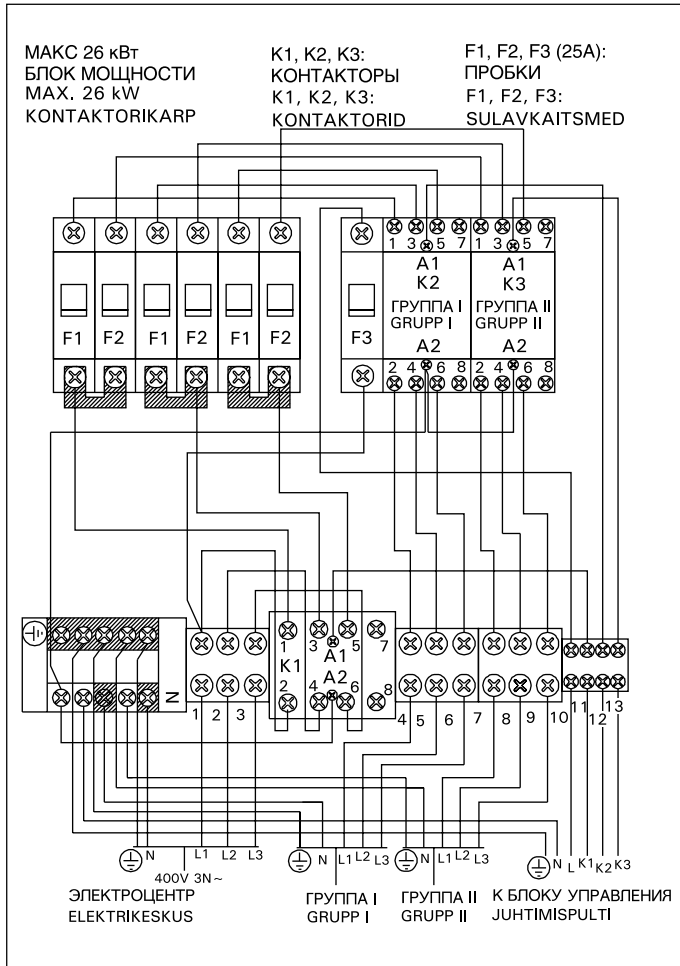 МАКС 26 кВт
БЛОК МОЩНОСТИ
MAX. 26 kW
KONTAKTORIKARP
K1, K2, K3:
КОНТАКТОРЫ
K1, K2, K3:
KONTAKTORID
F1, F2, F3 (25A):
ПРОБКИ
F1, F2, F3:
SULAVKAITSMED
1 3 5 7 1 3 5 7
A1 A1
K2 K3
ГРУППА I ГРУППА II
GRUPP I GRUPP II
F1 F2 F1 F2 F1 F2 F3
A2 A2
2 4 6 8 2 4 6 8
1 3 5 7
K1 A1
A2
2 4 6 8
N
1 2 3 4 5 6 7 8 9 10 11 12 13
N L1 L2 L3 N L1 L2 L3 N L1 L2 L3 N L K1 K2 K3
400V 3N~
ЭЛЕКТРОЦЕНТР
ELEKTRIKESKUS
ГРУППА I
GRUPP I
ГРУППА II
GRUPP II
К БЛОКУ УПРАВЛЕНИЯ
JUHTIMISPULTI